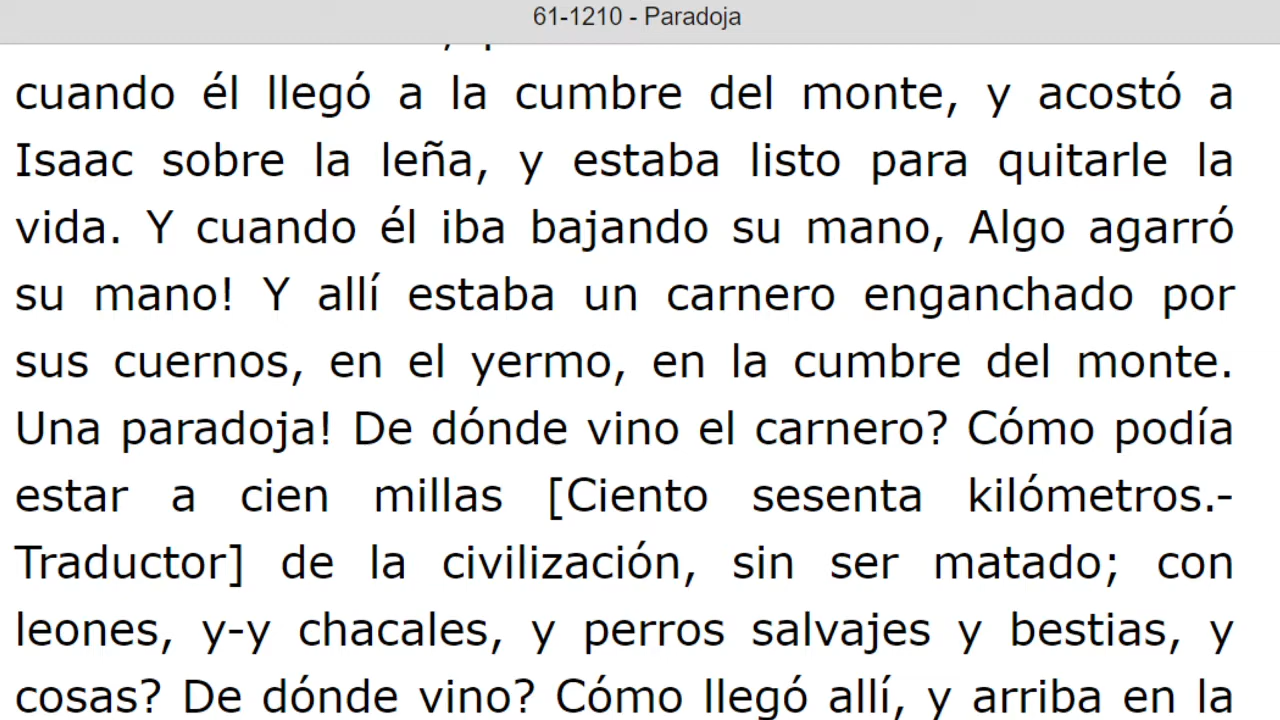 61-1210 - Paradoja
cuando él llegó a la cumbre del monte, y acostó a
Isaac sobre la leña, y estaba listo para quitarle la
vida. Y cuando él iba bajando su mano, Algo agarró
su mano! Y allí estaba un carnero enganchado por
sus cuernos, en el yermo, en la cumbre del monte.
Una paradoja! De dónde vino el carnero? Cómo podía
estar a cien millas [Ciento sesenta kilómetros.-
Traductor] de la civilización, sin ser matado; con
leones, y-y chacales, y perros salvajes y bestias, y
cosas? De dónde vino? Cómo llegó allí, y arriba en la